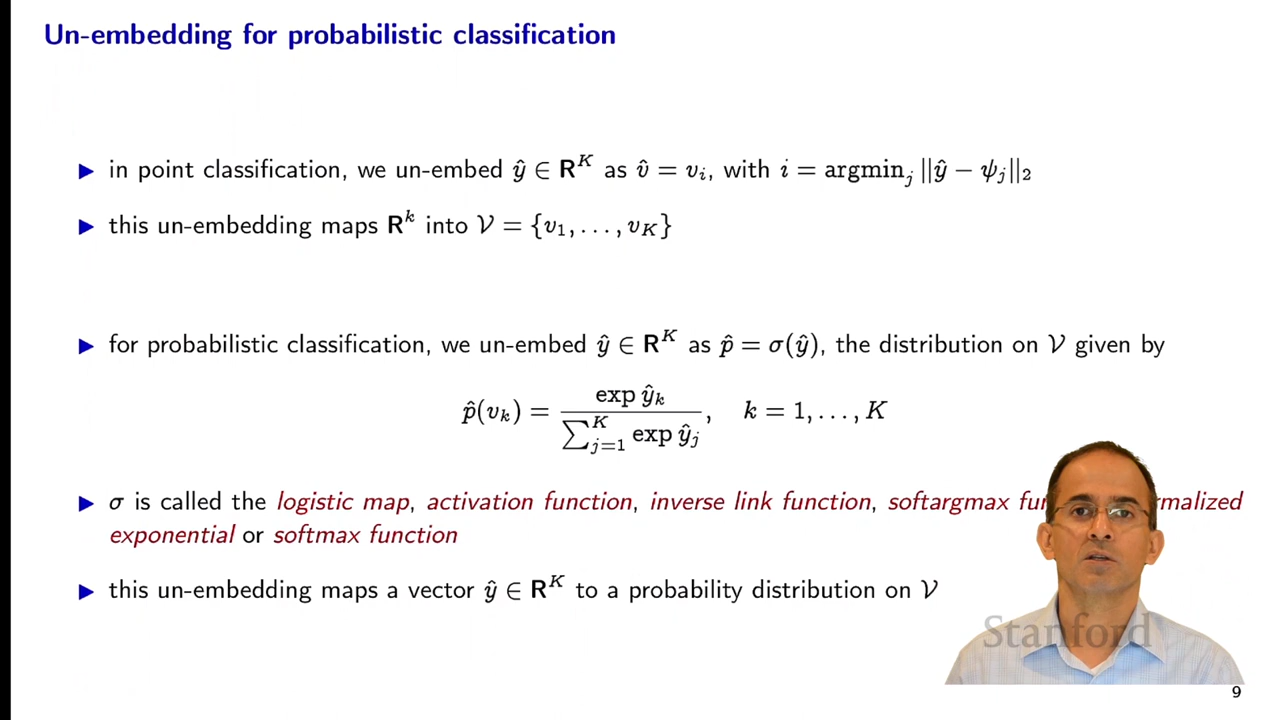 Un-embedding for probabilistic classification
▶ in point classification, we un-embed ŷ ∈ R^K as v̂ = v_i, with i = argmin_j ||ŷ − ψ_j||_2
▶ this un-embedding maps R^k into 𝒱 = {v_1, . . . , v_K}
▶ for probabilistic classification, we un-embed ŷ ∈ R^K as p̂ = σ(ŷ), the distribution on 𝒱 given by
p̂(v_k) = exp ŷ_k / ∑_{j=1}^K exp ŷ_j, k = 1, . . . , K
▶ σ is called the logistic map, activation function, inverse link function, softargmax
exponential or softmax function
▶ this un-embedding maps a vector ŷ ∈ R^K to a probability distribution on 𝒱
Stanford
9